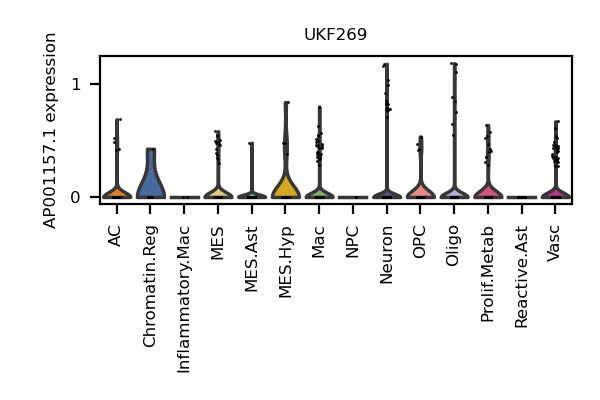 UKF269
AP001157.1 expression
1
0
AC
Chromatin.Reg
Inflammatory.Mac
MES
MES.Ast
MES.Hyp
Mac
NPC
Neuron
OPC
Oligo
Prolif.Metab
Reactive.Ast
Vasc